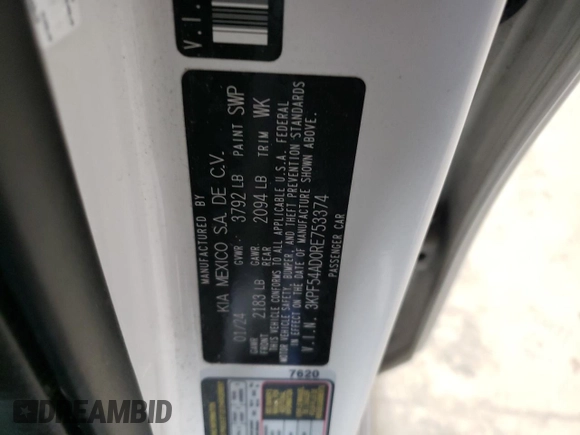 V.I.
MANUFACTURED BY
KIA MEXICO S.A. DE C.V.
01/24 GVWR: 3792 LB PAINT SWP
GAWR FRONT 2183 LB GAWR REAR 2094 LB TRIM WK
THIS VEHICLE CONFORMS TO ALL APPLICABLE U.S.A. FEDERAL
MOTOR VEHICLE SAFETY, BUMPER, AND THEFT PREVENTION STANDARDS
IN EFFECT ON THE DATE OF MANUFACTURE SHOWN ABOVE.
V.I.N. 3KPF54AD0RE753374
PASSENGER CAR
7620
DREAMBID